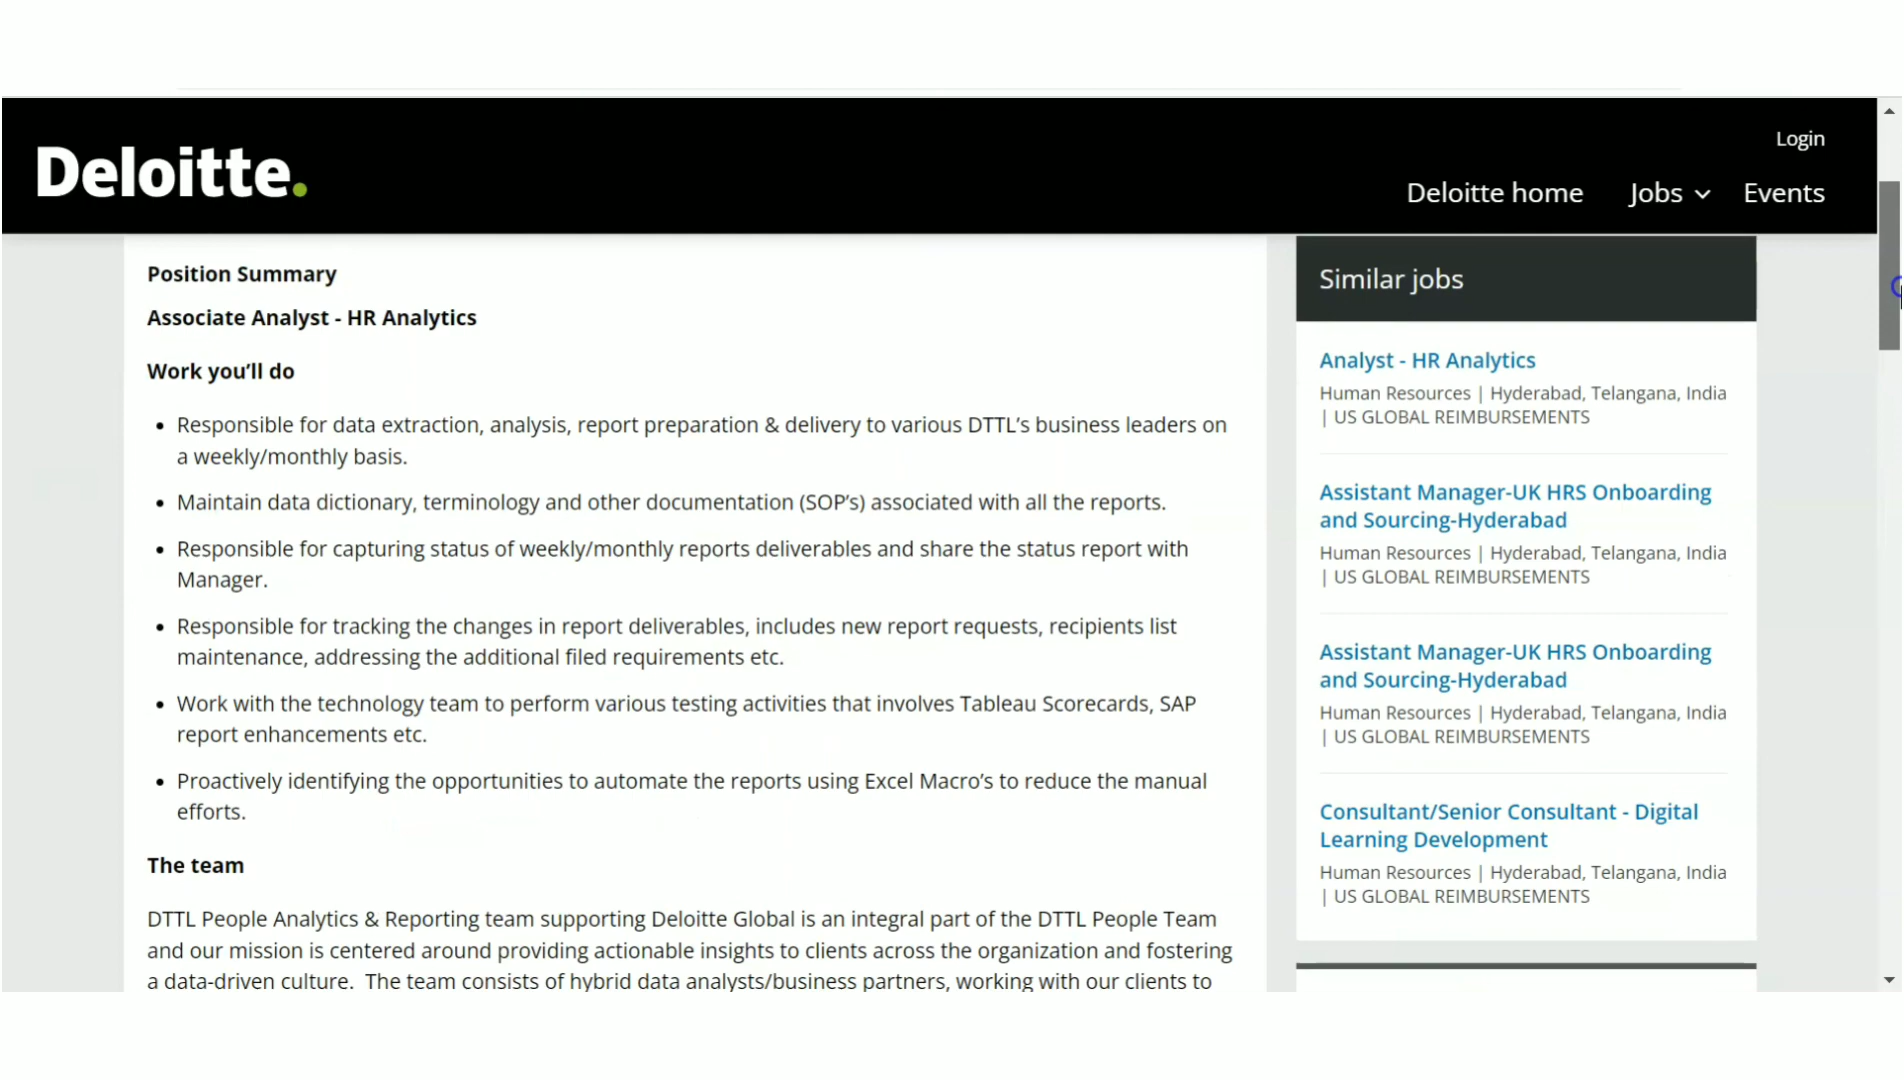 Login
Deloitte.
Deloitte home
Jobs
Events
Position Summary
Associate Analyst - HR Analytics
Work you’ll do
• Responsible for data extraction, analysis, report preparation & delivery to various DTTL’s business leaders on
a weekly/monthly basis.
• Maintain data dictionary, terminology and other documentation (SOP’s) associated with all the reports.
• Responsible for capturing status of weekly/monthly reports deliverables and share the status report with
Manager.
• Responsible for tracking the changes in report deliverables, includes new report requests, recipients list
maintenance, addressing the additional filed requirements etc.
• Work with the technology team to perform various testing activities that involves Tableau Scorecards, SAP
report enhancements etc.
• Proactively identifying the opportunities to automate the reports using Excel Macro’s to reduce the manual
efforts.
The team
DTTL People Analytics & Reporting team supporting Deloitte Global is an integral part of the DTTL People Team
and our mission is centered around providing actionable insights to clients across the organization and fostering
a data-driven culture. The team consists of hybrid data analysts/business partners, working with our clients to
Similar jobs
Analyst - HR Analytics
Human Resources | Hyderabad, Telangana, India
| US GLOBAL REIMBURSEMENTS
Assistant Manager-UK HRS Onboarding
and Sourcing-Hyderabad
Human Resources | Hyderabad, Telangana, India
| US GLOBAL REIMBURSEMENTS
Assistant Manager-UK HRS Onboarding
and Sourcing-Hyderabad
Human Resources | Hyderabad, Telangana, India
| US GLOBAL REIMBURSEMENTS
Consultant/Senior Consultant - Digital
Learning Development
Human Resources | Hyderabad, Telangana, India
| US GLOBAL REIMBURSEMENTS